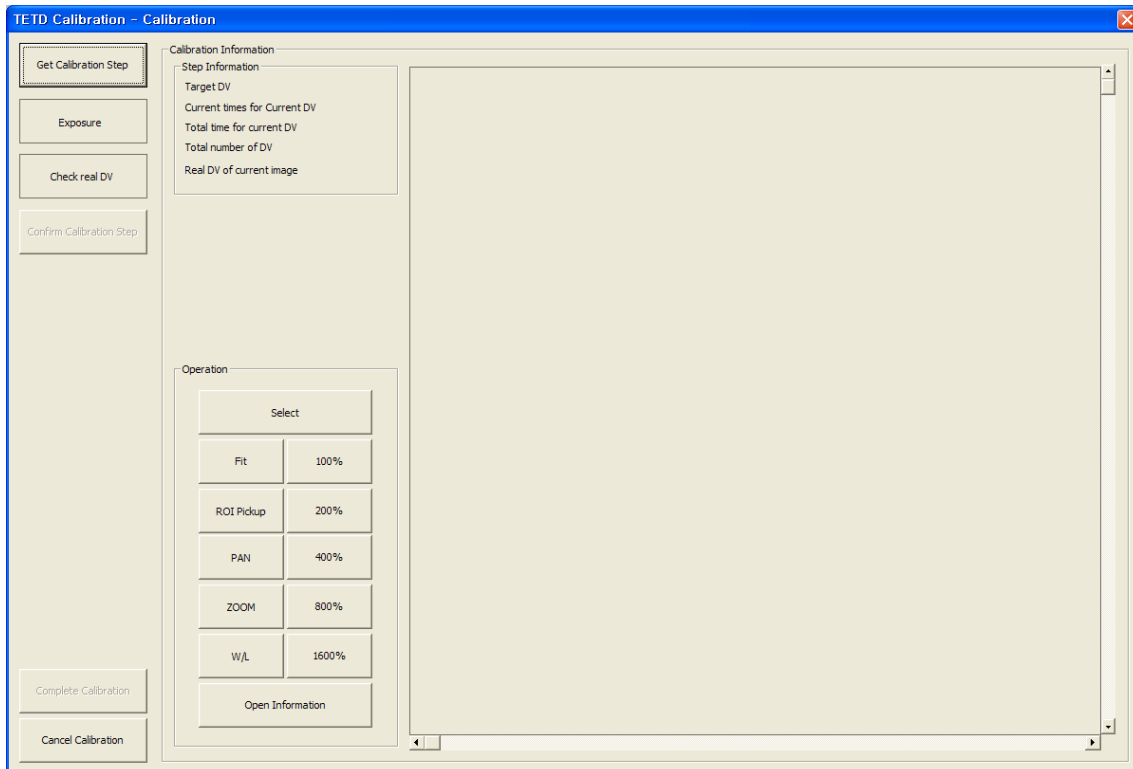 TETD Calibration - Calibration
Get Calibration Step
Exposure
Check real DV
Confirm Calibration Step
Complete Calibration
Cancel Calibration
Calibration Information
Step Information
Target DV
Current times for Current DV
Total time for current DV
Total number of DV
Real DV of current image
Operation
Select
Fit 100%
ROI Pickup 200%
PAN 400%
ZOOM 800%
W/L 1600%
Open Information